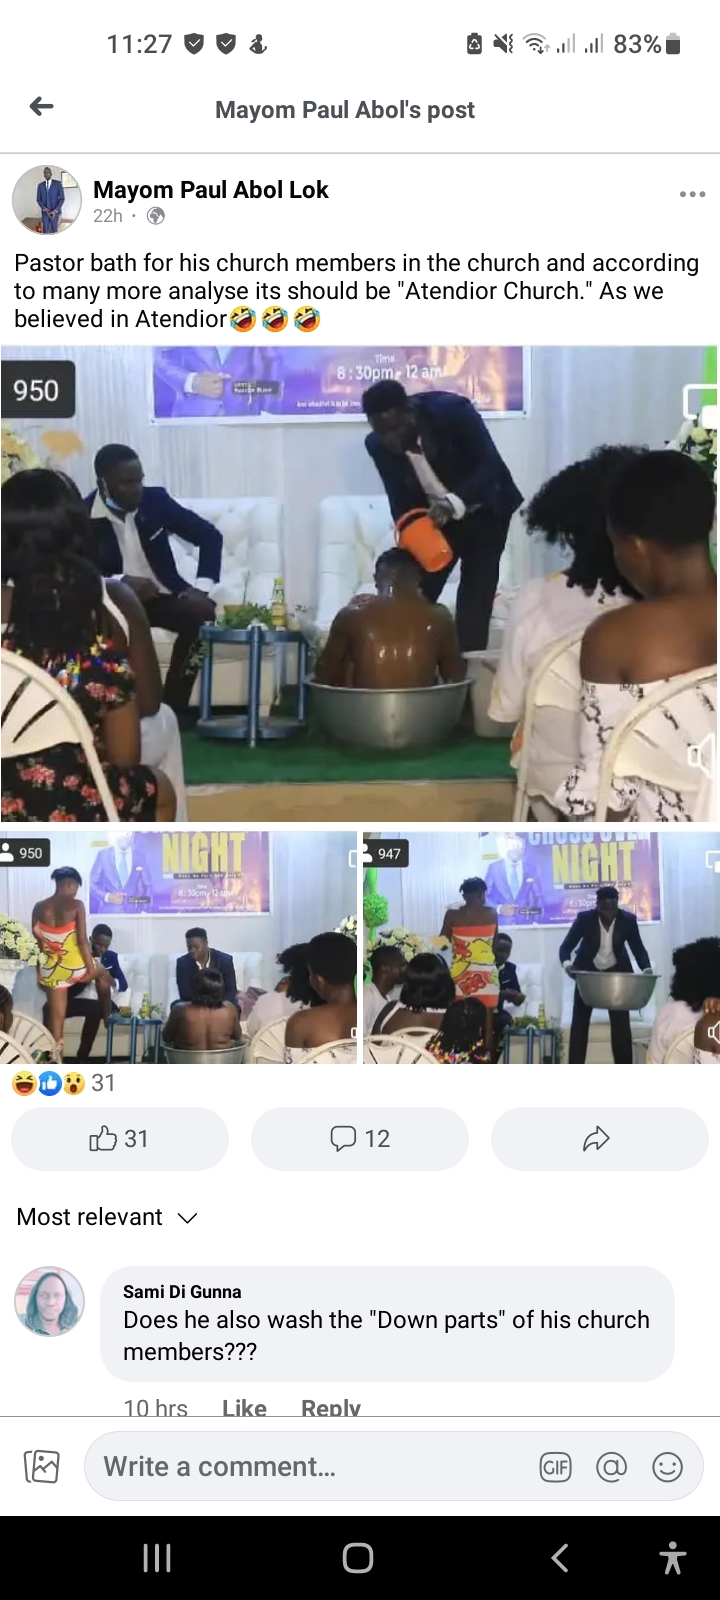 11:27
83%
Mayom Paul Abol's post
Mayom Paul Abol Lok
22h ·
Pastor bath for his church members in the church and according
to many more analyse its should be "Atendior Church." As we
believed in Atendior🤣🤣🤣
950
Time
8:30pm - 12 am
950
NIGHT
8:30pm - 12am
947
CROSS OVER
NIGHT
8:30pm
31
31
12
Most relevant
Sami Di Gunna
Does he also wash the "Down parts" of his church
members???
10 hrs
Like
Reply
Write a comment...
GIF